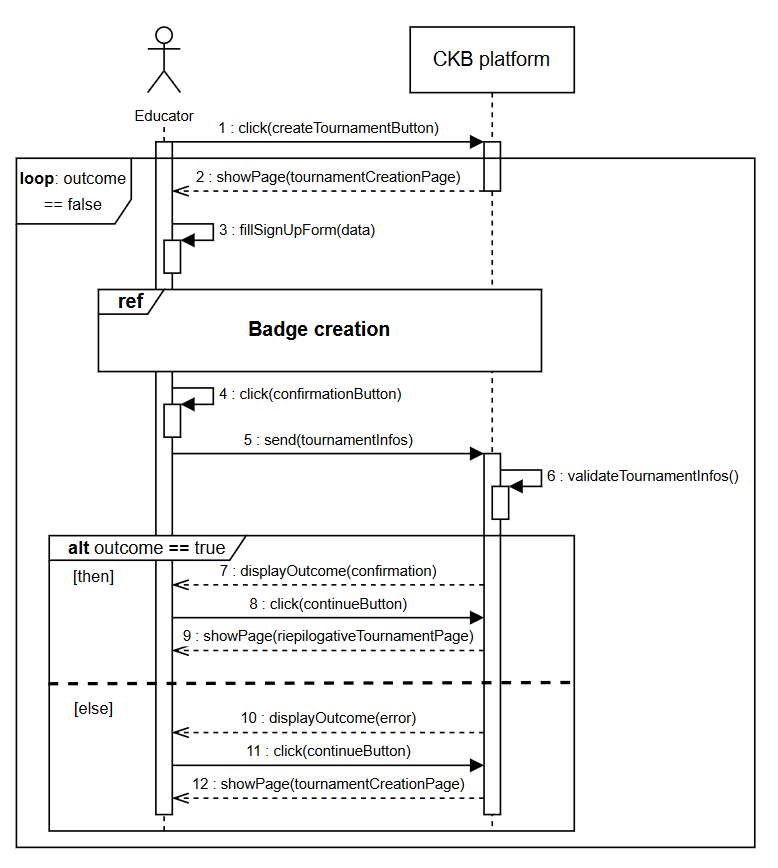 CKB platform
Educator
1 : click(createTournamentButton)
loop: outcome
== false
2 : showPage(tournamentCreationPage)
3 : fillSignUpForm(data)
ref
Badge creation
4 : click(confirmationButton)
5 : send(tournamentInfos)
6 : validateTournamentInfos()
alt outcome == true
[then]
7 : displayOutcome(confirmation)
8 : click(continueButton)
9 : showPage(riepilogativeTournamentPage)
[else]
10 : displayOutcome(error)
11 : click(continueButton)
12 : showPage(tournamentCreationPage)